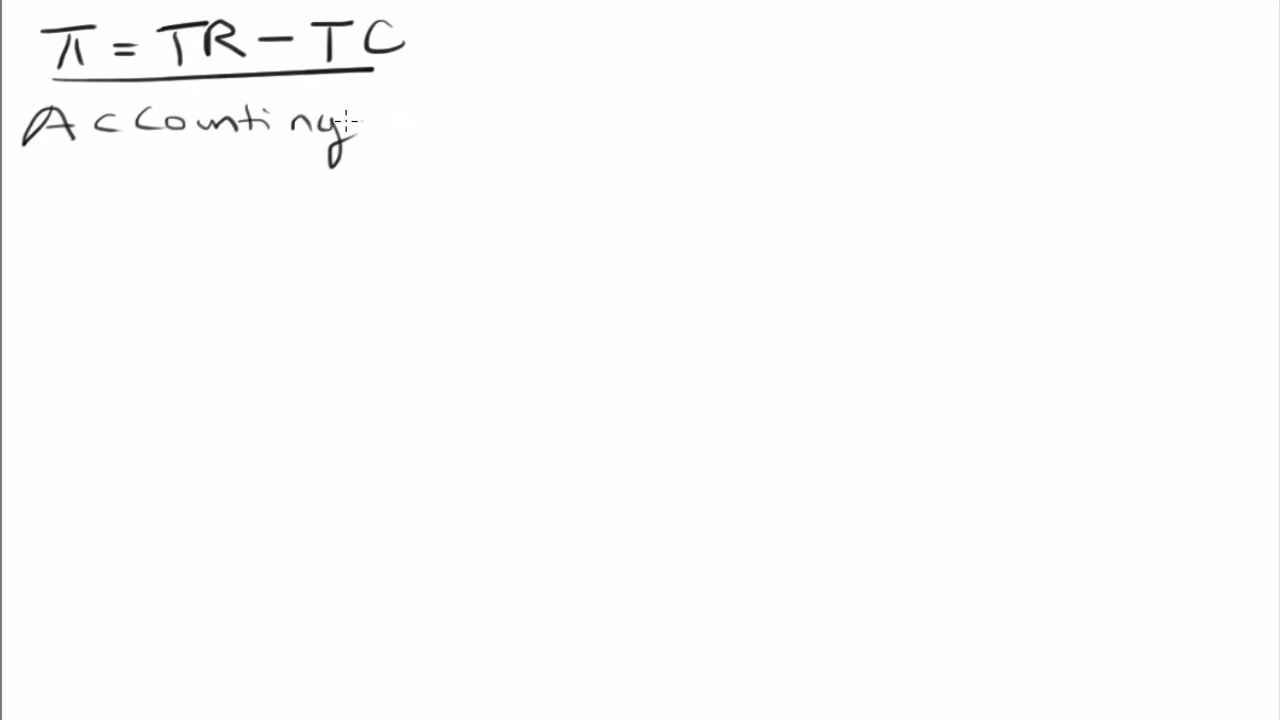 π = TR - TC
Accounting